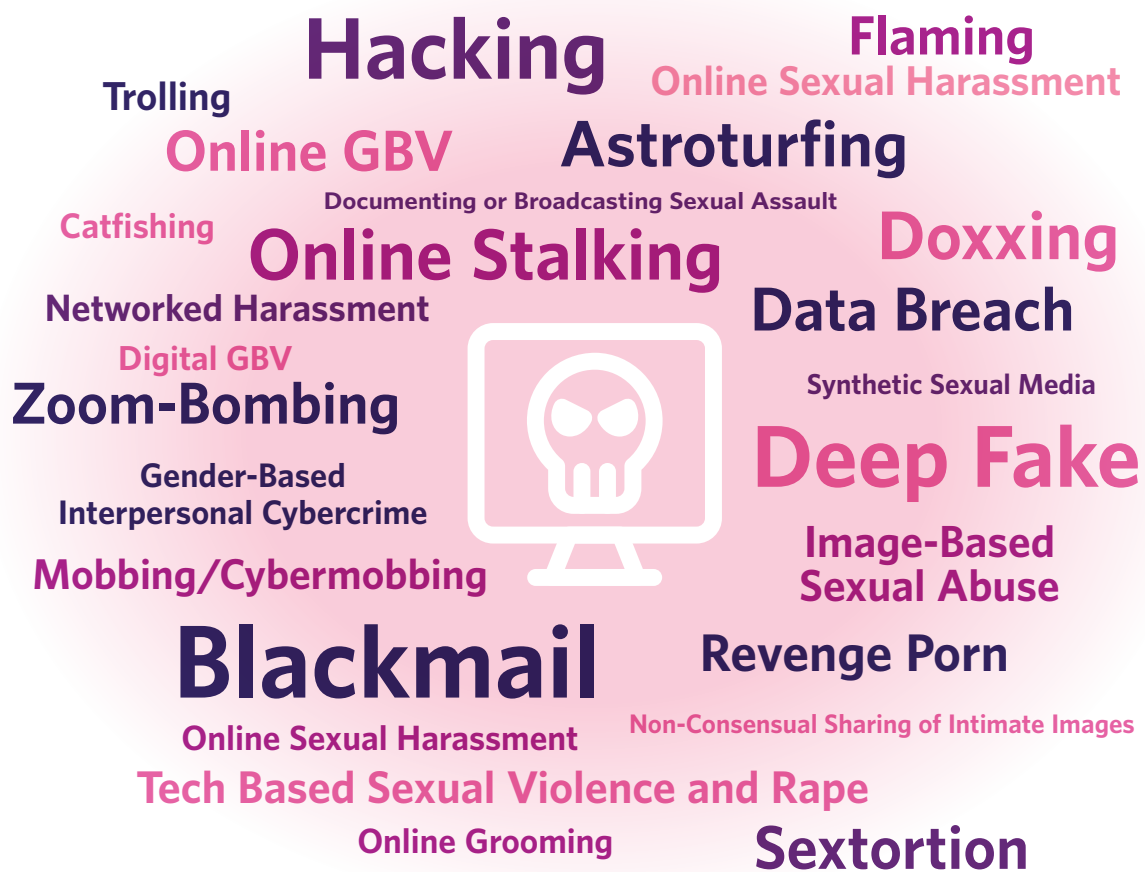 Hacking
Flaming
Online Sexual Harassment
Trolling
Online GBV
Astroturfing
Documenting or Broadcasting Sexual Assault
Catfishing
Online Stalking
Doxxing
Networked Harassment
Data Breach
Digital GBV
Synthetic Sexual Media
Zoom-Bombing
Deep Fake
Gender-Based
Interpersonal Cybercrime
Image-Based
Sexual Abuse
Mobbing/Cybermobbing
Blackmail
Revenge Porn
Online Sexual Harassment
Non-Consensual Sharing of Intimate Images
Tech Based Sexual Violence and Rape
Online Grooming
Sextortion